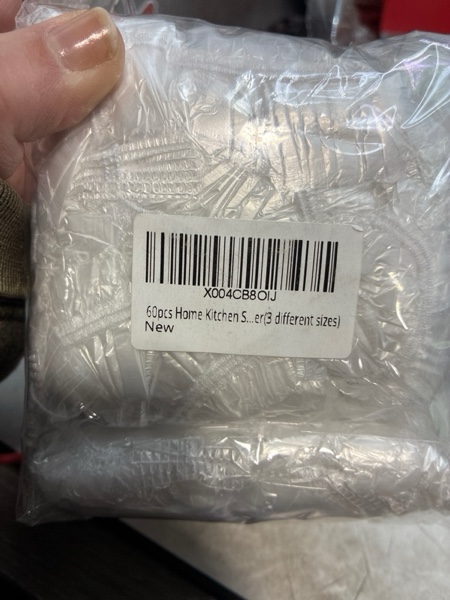 X004CB8OIJ
60pcs Home Kitchen S...er(3 different sizes)
New